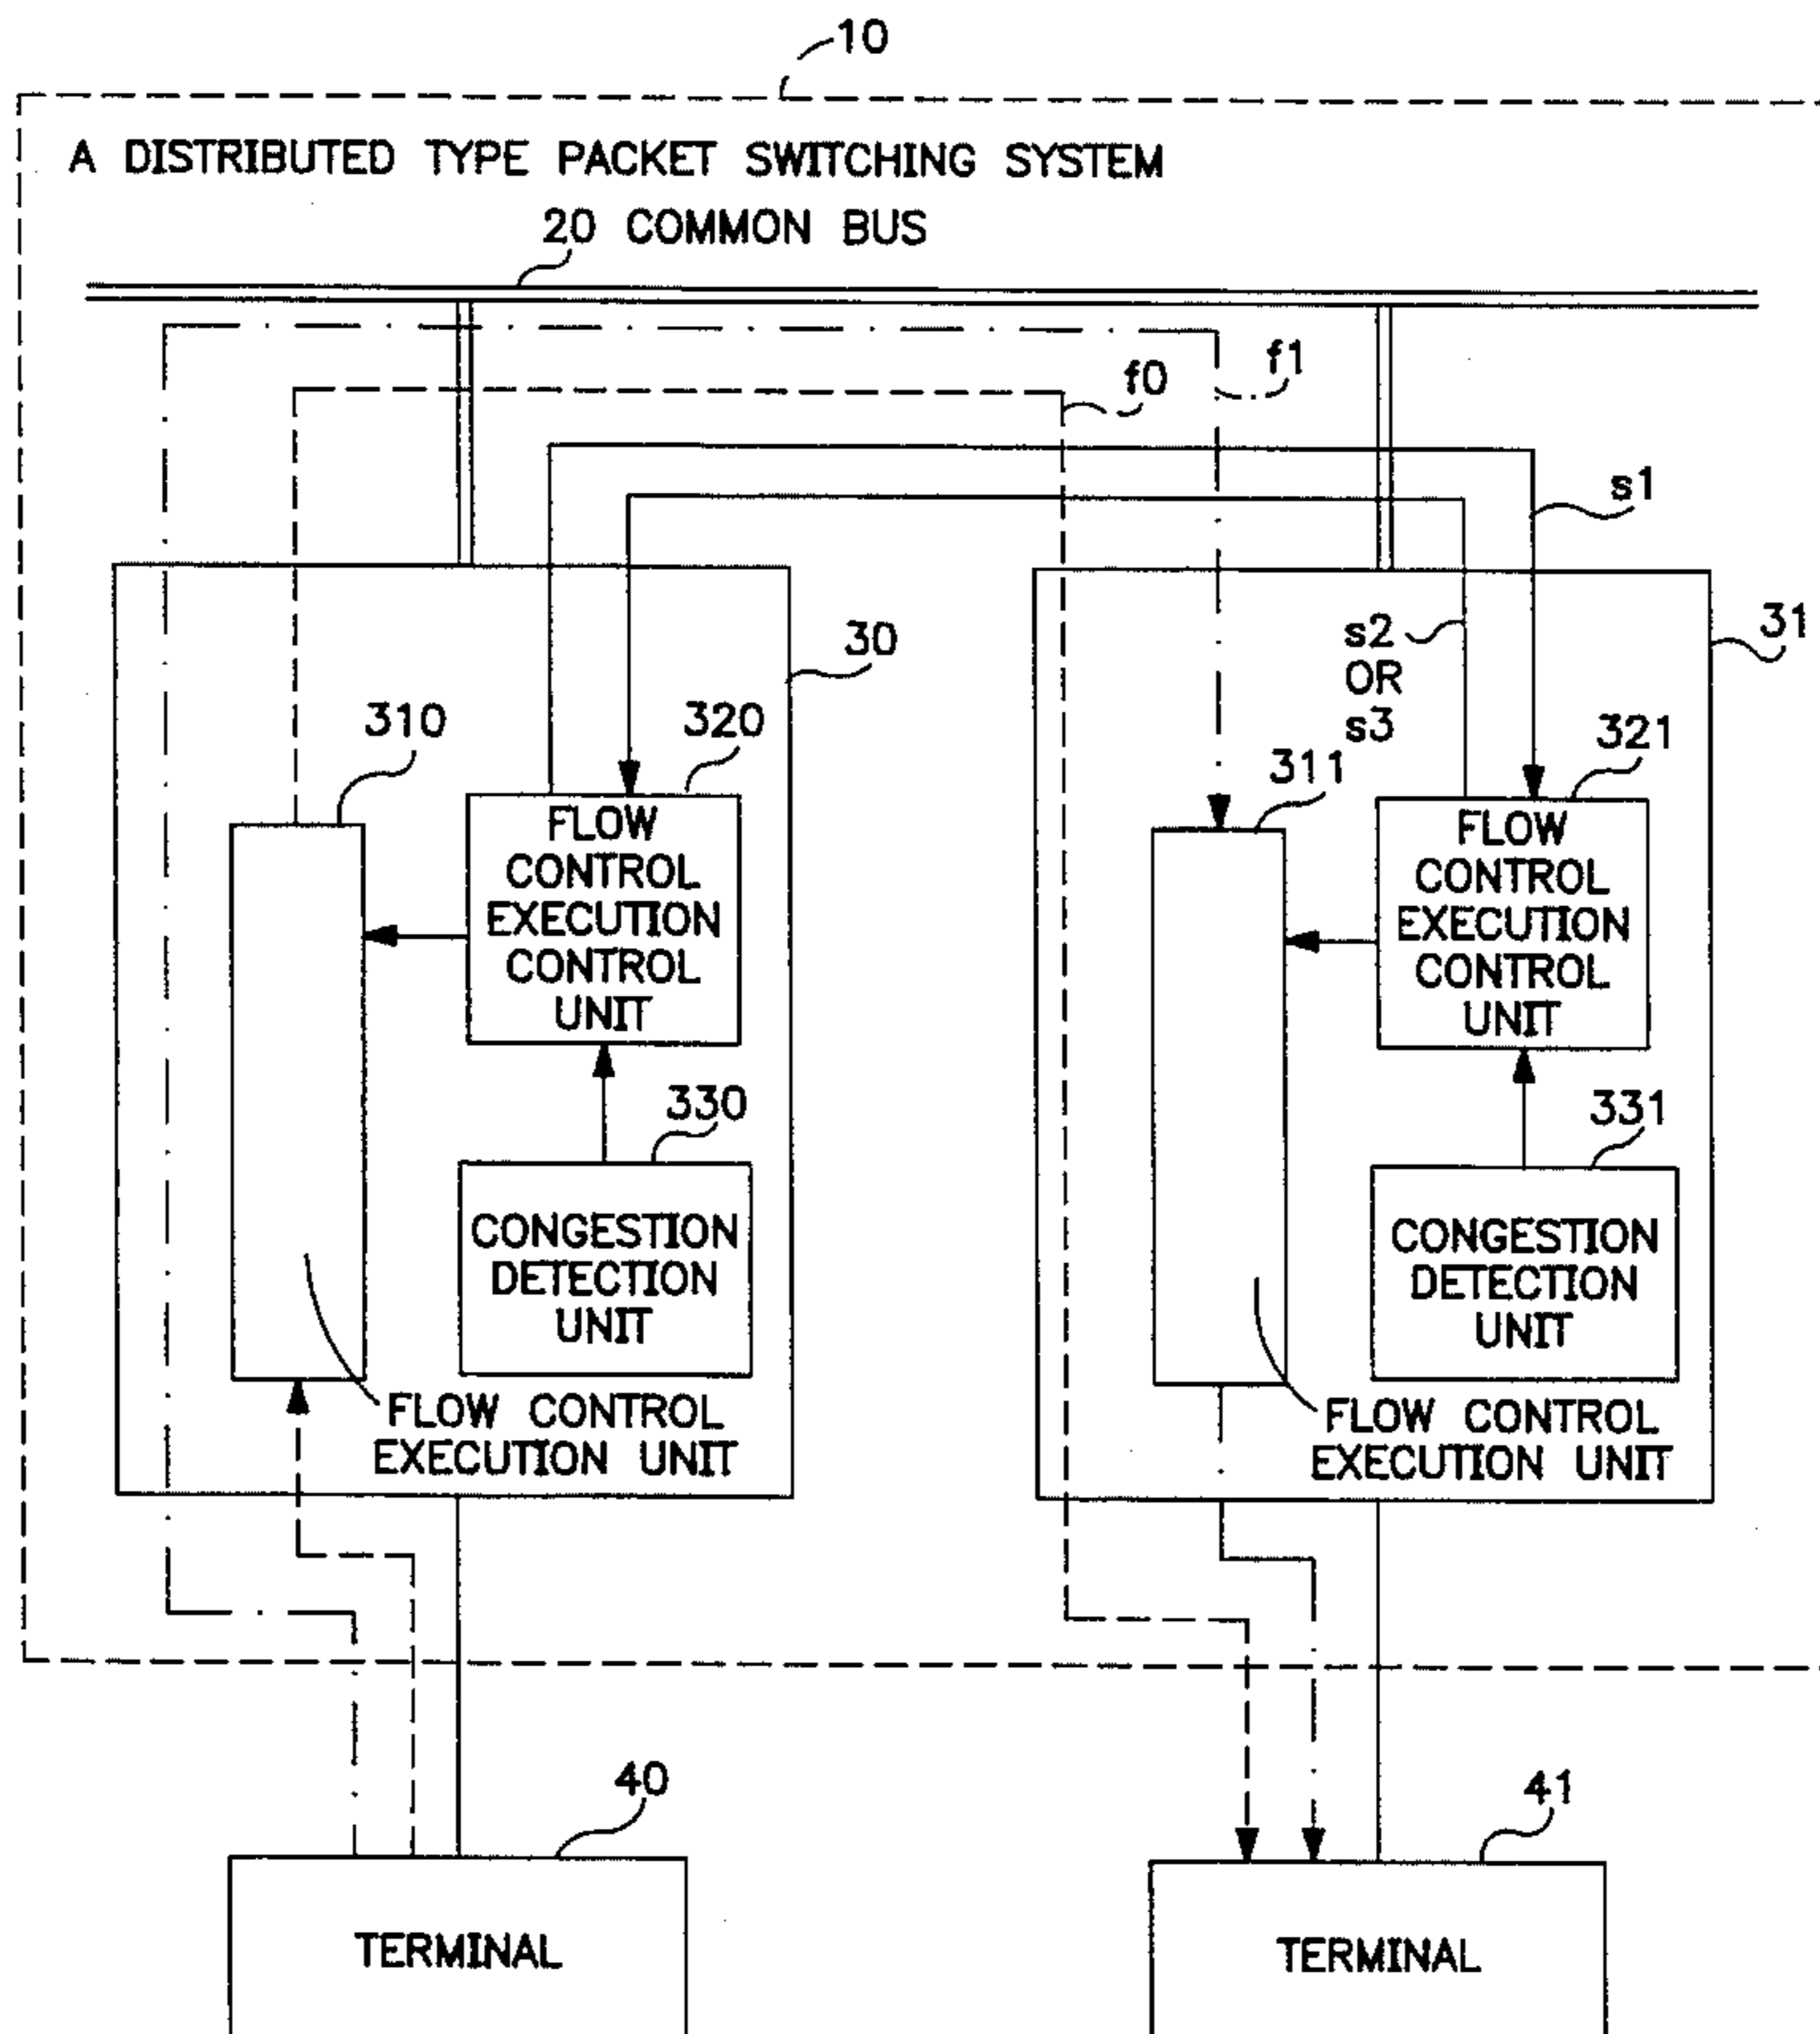 10
A DISTRIBUTED TYPE PACKET SWITCHING SYSTEM
20 COMMON BUS
f0
f1
s1
30
s2
OR
s3
31
310
320
311
321
FLOW
CONTROL
EXECUTION
CONTROL
UNIT
FLOW
CONTROL
EXECUTION
CONTROL
UNIT
330
331
CONGESTION
DETECTION
UNIT
CONGESTION
DETECTION
UNIT
FLOW CONTROL
EXECUTION UNIT
FLOW CONTROL
EXECUTION UNIT
40
41
TERMINAL
TERMINAL